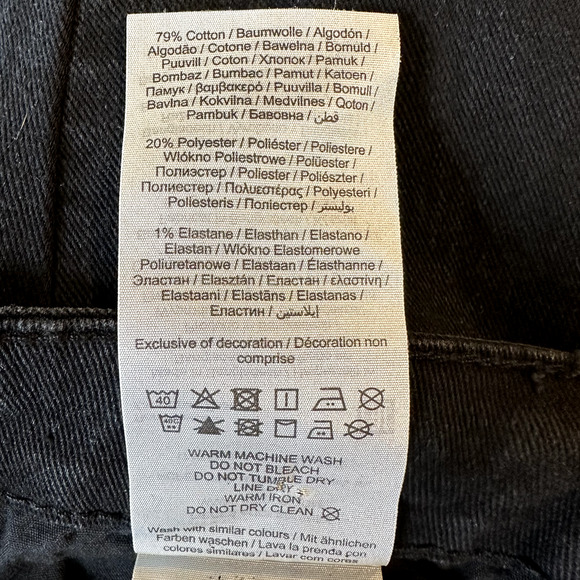 79% Cotton / Baumwolle / Algodón /
Algodão / Cotone / Bawełna / Bomuld /
Puuvill / Coton / Хлопок / Pamuk /
Bombaz / Bumbac / Pamut / Katoen /
Памук / βαμβακερό / Puuvilla / Bomull /
Bavlna / Kokvilna / Medvilnės / Qoton /
Pambuk / Бавовна / قطن
20% Polyester / Poliéster / Poliestere /
Włókno Poliestrowe / Polüester /
Полиэстер / Poliester / Poliészter /
Полиестер / Πολυεστέρας / Polyesteri /
Poliesteris / Поліестер / بوليستر
1% Elastane / Elasthan / Elastano /
Elastan / Włókno Elastomerowe
Poliuretanowe / Elastaan / Élasthanne /
Эластан / Elasztán / Еластан / ελαστίνη /
Elastaani / Elastāns / Elastanas /
Еластин / إيلاستين
Exclusive of decoration / Décoration non
comprise
40
40C
WARM MACHINE WASH
DO NOT BLEACH
DO NOT TUMBLE DRY
LINE DRY
WARM IRON
DO NOT DRY CLEAN
Wash with similar colours / Mit ähnlichen
Farben waschen / Lava la prenda con
colores similares / Lavar com cores